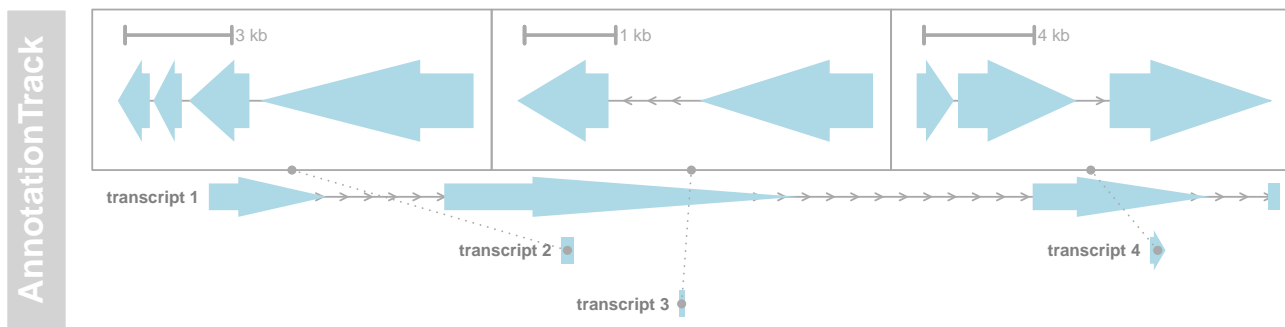 AnnotationTrack
3 kb
1 kb
4 kb
transcript 1
transcript 2
transcript 4
transcript 3